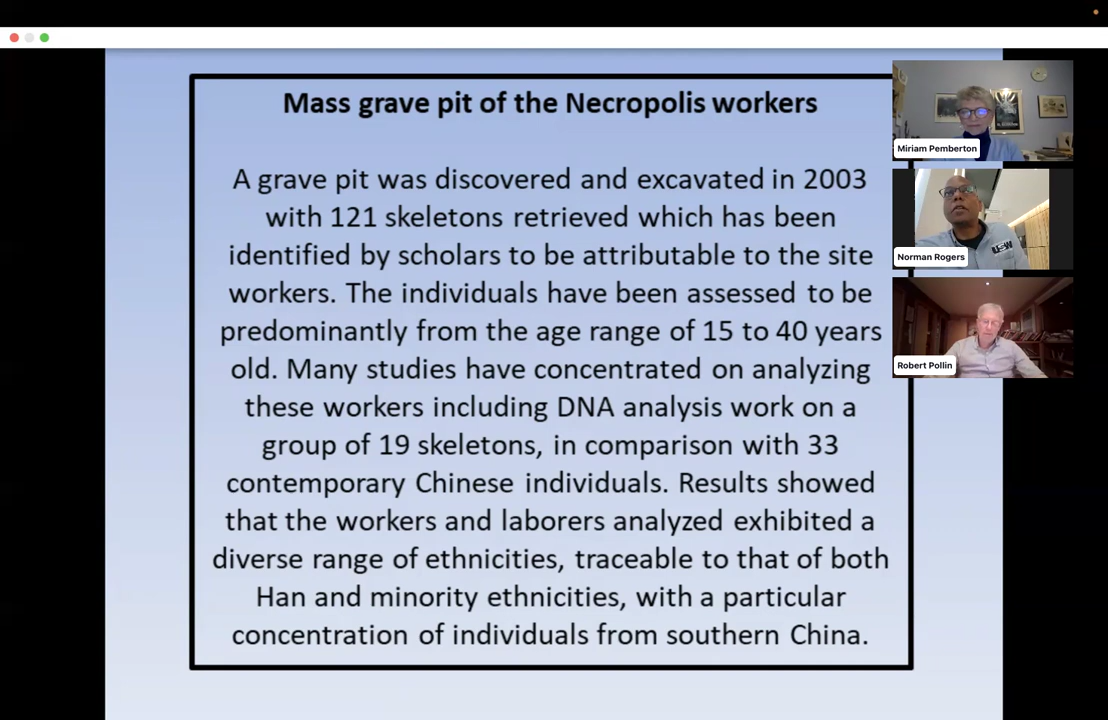 Mass grave pit of the Necropolis workers
A grave pit was discovered and excavated in 2003
with 121 skeletons retrieved which has been
identified by scholars to be attributable to the site
workers. The individuals have been assessed to be
predominantly from the age range of 15 to 40 years
old. Many studies have concentrated on analyzing
these workers including DNA analysis work on a
group of 19 skeletons, in comparison with 33
contemporary Chinese individuals. Results showed
that the workers and laborers analyzed exhibited a
diverse range of ethnicities, traceable to that of both
Han and minority ethnicities, with a particular
concentration of individuals from southern China.
Miriam Pemberton
USW
Norman Rogers
Robert Pollin